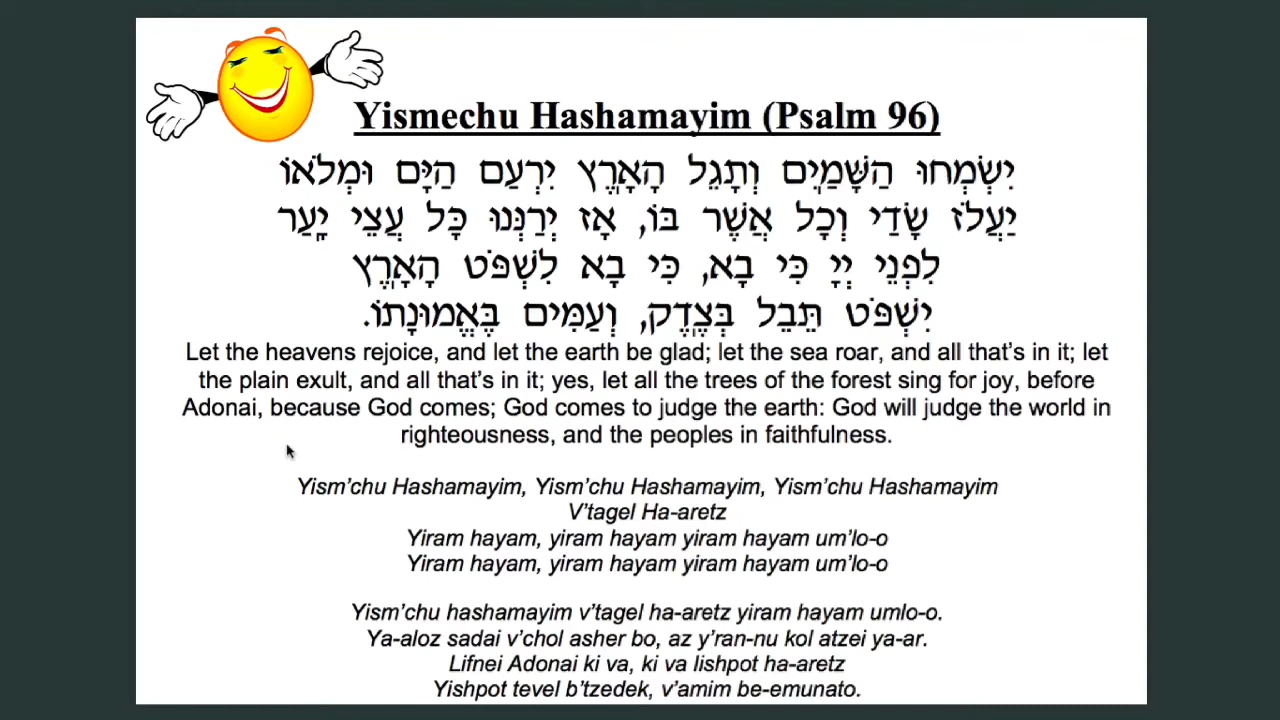 Yismechu Hashamayim (Psalm 96)
יִשְׂמְחוּ הַשָּׁמַֽיִם וְתָגֵל הָאָֽרֶץ יִרְעַם הַיָּם וּמְלֹאוֹ
יַעֲלֹז שָׂדַי וְכָל אֲשֶׁר בּוֹ, אָז יְרַנְּנוּ כָּל עֲצֵי יָֽעַר
לִפְנֵי יְיָ כִּי בָא, כִּי בָא לִשְׁפֹּט הָאָֽרֶץ
יִשְׁפֹּט תֵּבֵל בְּצֶֽדֶק, וְעַמִּים בֶּאֱמוּנָתוֹ.
Let the heavens rejoice, and let the earth be glad; let the sea roar, and all that's in it; let
the plain exult, and all that's in it; yes, let all the trees of the forest sing for joy, before
Adonai, because God comes; God comes to judge the earth: God will judge the world in
righteousness, and the peoples in faithfulness.
Yism'chu Hashamayim, Yism'chu Hashamayim, Yism'chu Hashamayim
V'tagel Ha-aretz
Yiram hayam, yiram hayam yiram hayam um'lo-o
Yiram hayam, yiram hayam yiram hayam um'lo-o
Yism'chu hashamayim v'tagel ha-aretz yiram hayam umlo-o.
Ya-aloz sadai v'chol asher bo, az y'ran-nu kol atzei ya-ar.
Lifnei Adonai ki va, ki va lishpot ha-aretz
Yishpot tevel b'tzedek, v'amim be-emunato.